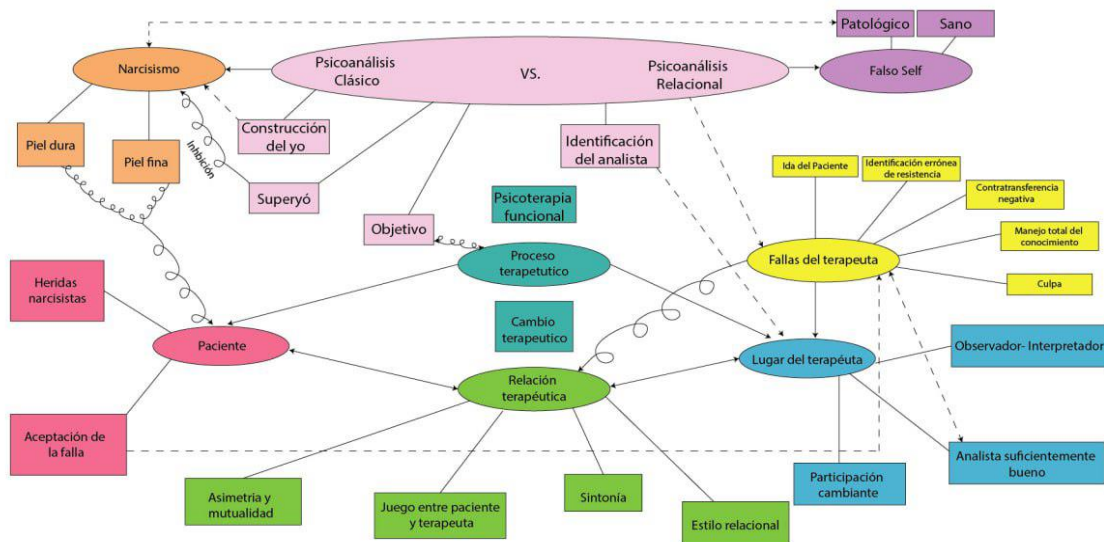 Patológico
Sano
Narcisismo
Psicoanálisis
Clásico
VS.
Psicoanálisis
Relacional
Falso Self
Piel dura
Piel fina
Inhbición
Construcción
del yo
Identificación
del analista
Superyó
Objetivo
Psicoterapia
funcional
Ida del Paciente
Identificación errónea
de resistencia
Contratransferencia
negativa
Manejo total del
conocimiento
Culpa
Fallas del terapeuta
Proceso
terapetutico
Heridas
narcisistas
Paciente
Cambio
terapeutico
Lugar del terapéuta
Observador- Interpretador
Relación
terapéutica
Aceptación de
la falla
Analista suficientemente
bueno
Participación
cambiante
Asimetria y
mutualidad
Juego entre paciente
y terapeuta
Sintonía
Estilo relacional